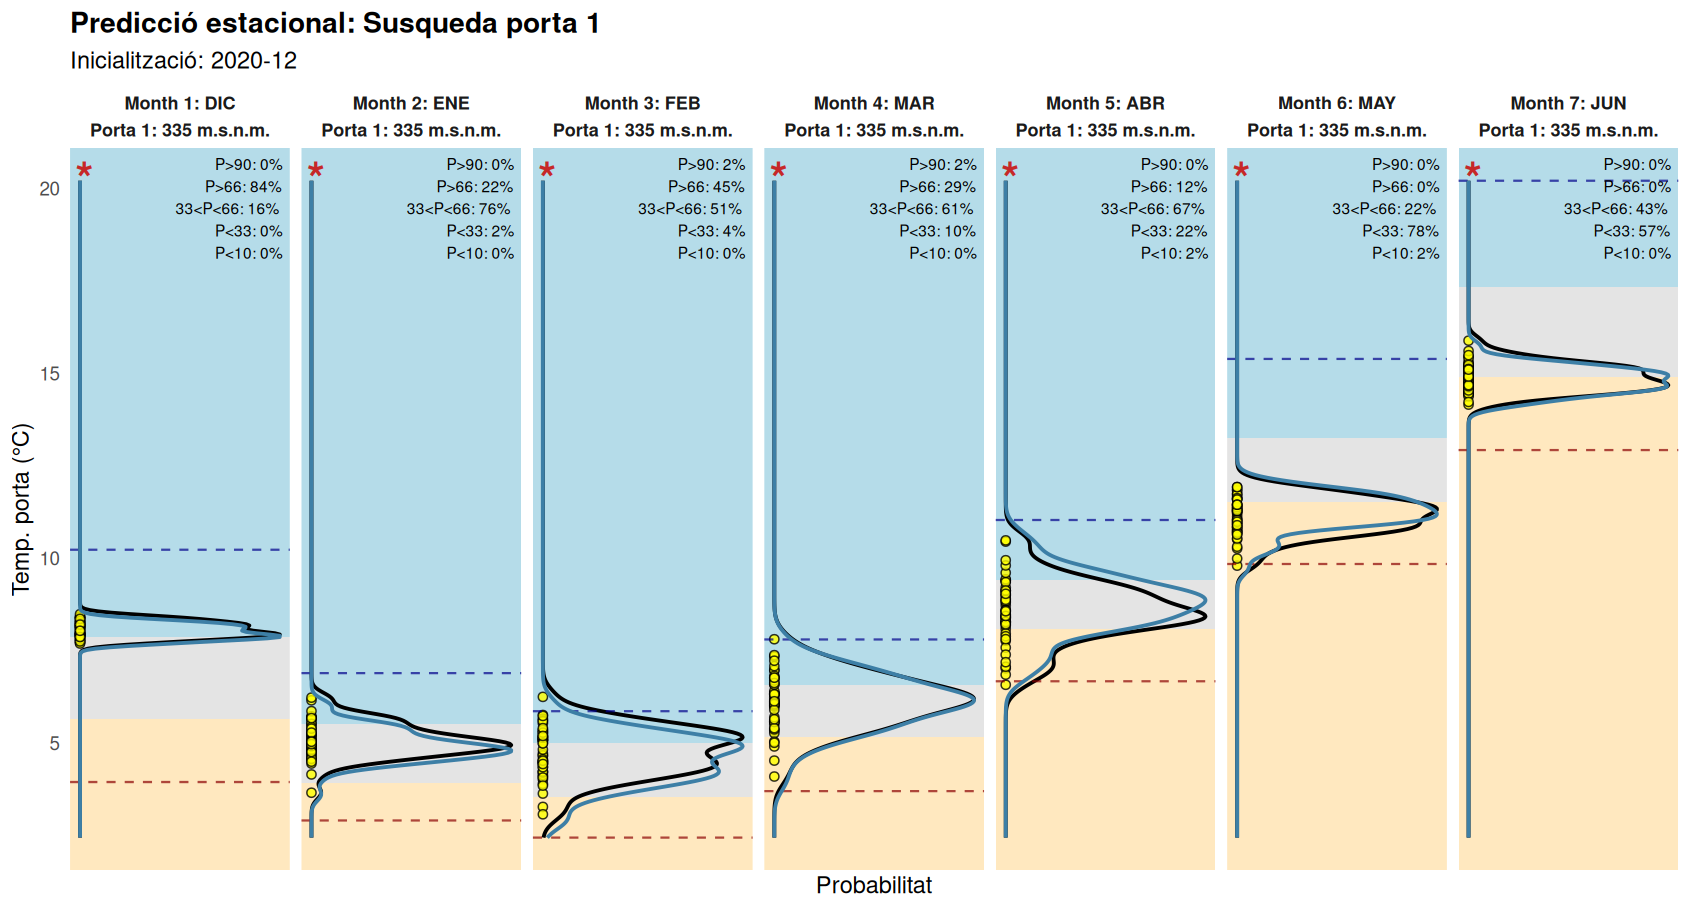 Predicció estacional: Susqueda porta 1
Inicialització: 2020-12
Month 1: DIC
Porta 1: 335 m.s.n.m.
Month 2: ENE
Porta 1: 335 m.s.n.m.
Month 3: FEB
Porta 1: 335 m.s.n.m.
Month 4: MAR
Porta 1: 335 m.s.n.m.
Month 5: ABR
Porta 1: 335 m.s.n.m.
Month 6: MAY
Porta 1: 335 m.s.n.m.
Month 7: JUN
Porta 1: 335 m.s.n.m.
*
P>90: 0%
P>66: 84%
33<P<66: 16%
P<33: 0%
P<10: 0%
*
P>90: 0%
P>66: 22%
33<P<66: 76%
P<33: 2%
P<10: 0%
*
P>90: 2%
P>66: 45%
33<P<66: 51%
P<33: 4%
P<10: 0%
*
P>90: 2%
P>66: 29%
33<P<66: 61%
P<33: 10%
P<10: 0%
*
P>90: 0%
P>66: 12%
33<P<66: 67%
P<33: 22%
P<10: 2%
*
P>90: 0%
P>66: 0%
33<P<66: 22%
P<33: 78%
P<10: 2%
*
P>90: 0%
P>66: 0%
33<P<66: 43%
P<33: 57%
P<10: 0%
20
15
10
5
Temp. porta (°C)
Probabilitat